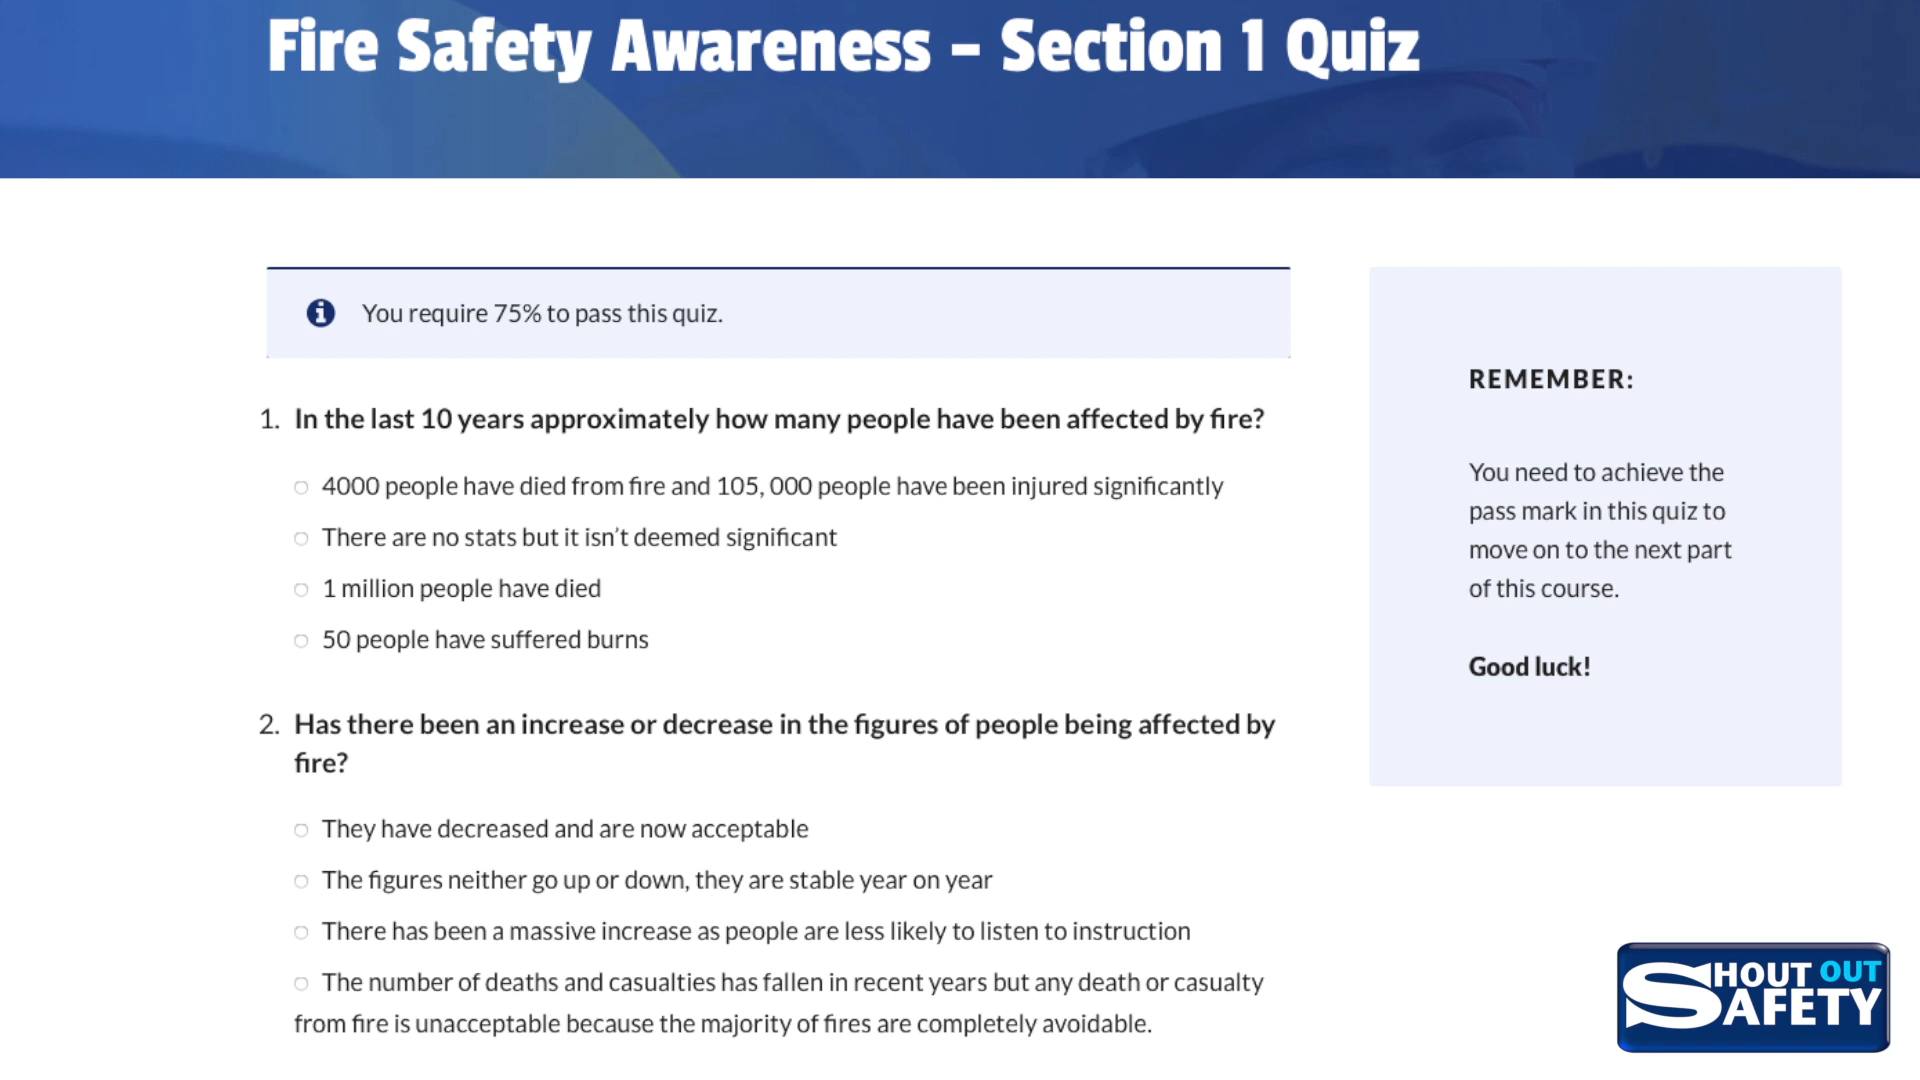 Fire Safety Awareness – Section 1 Quiz
You require 75% to pass this quiz.
1. In the last 10 years approximately how many people have been affected by fire?
4000 people have died from fire and 105, 000 people have been injured significantly
There are no stats but it isn't deemed significant
1 million people have died
50 people have suffered burns
2. Has there been an increase or decrease in the figures of people being affected by
fire?
They have decreased and are now acceptable
The figures neither go up or down, they are stable year on year
There has been a massive increase as people are less likely to listen to instruction
The number of deaths and casualties has fallen in recent years but any death or casualty
from fire is unacceptable because the majority of fires are completely avoidable.
REMEMBER:
You need to achieve the
pass mark in this quiz to
move on to the next part
of this course.
Good luck!
SHOUT OUT
SAFETY